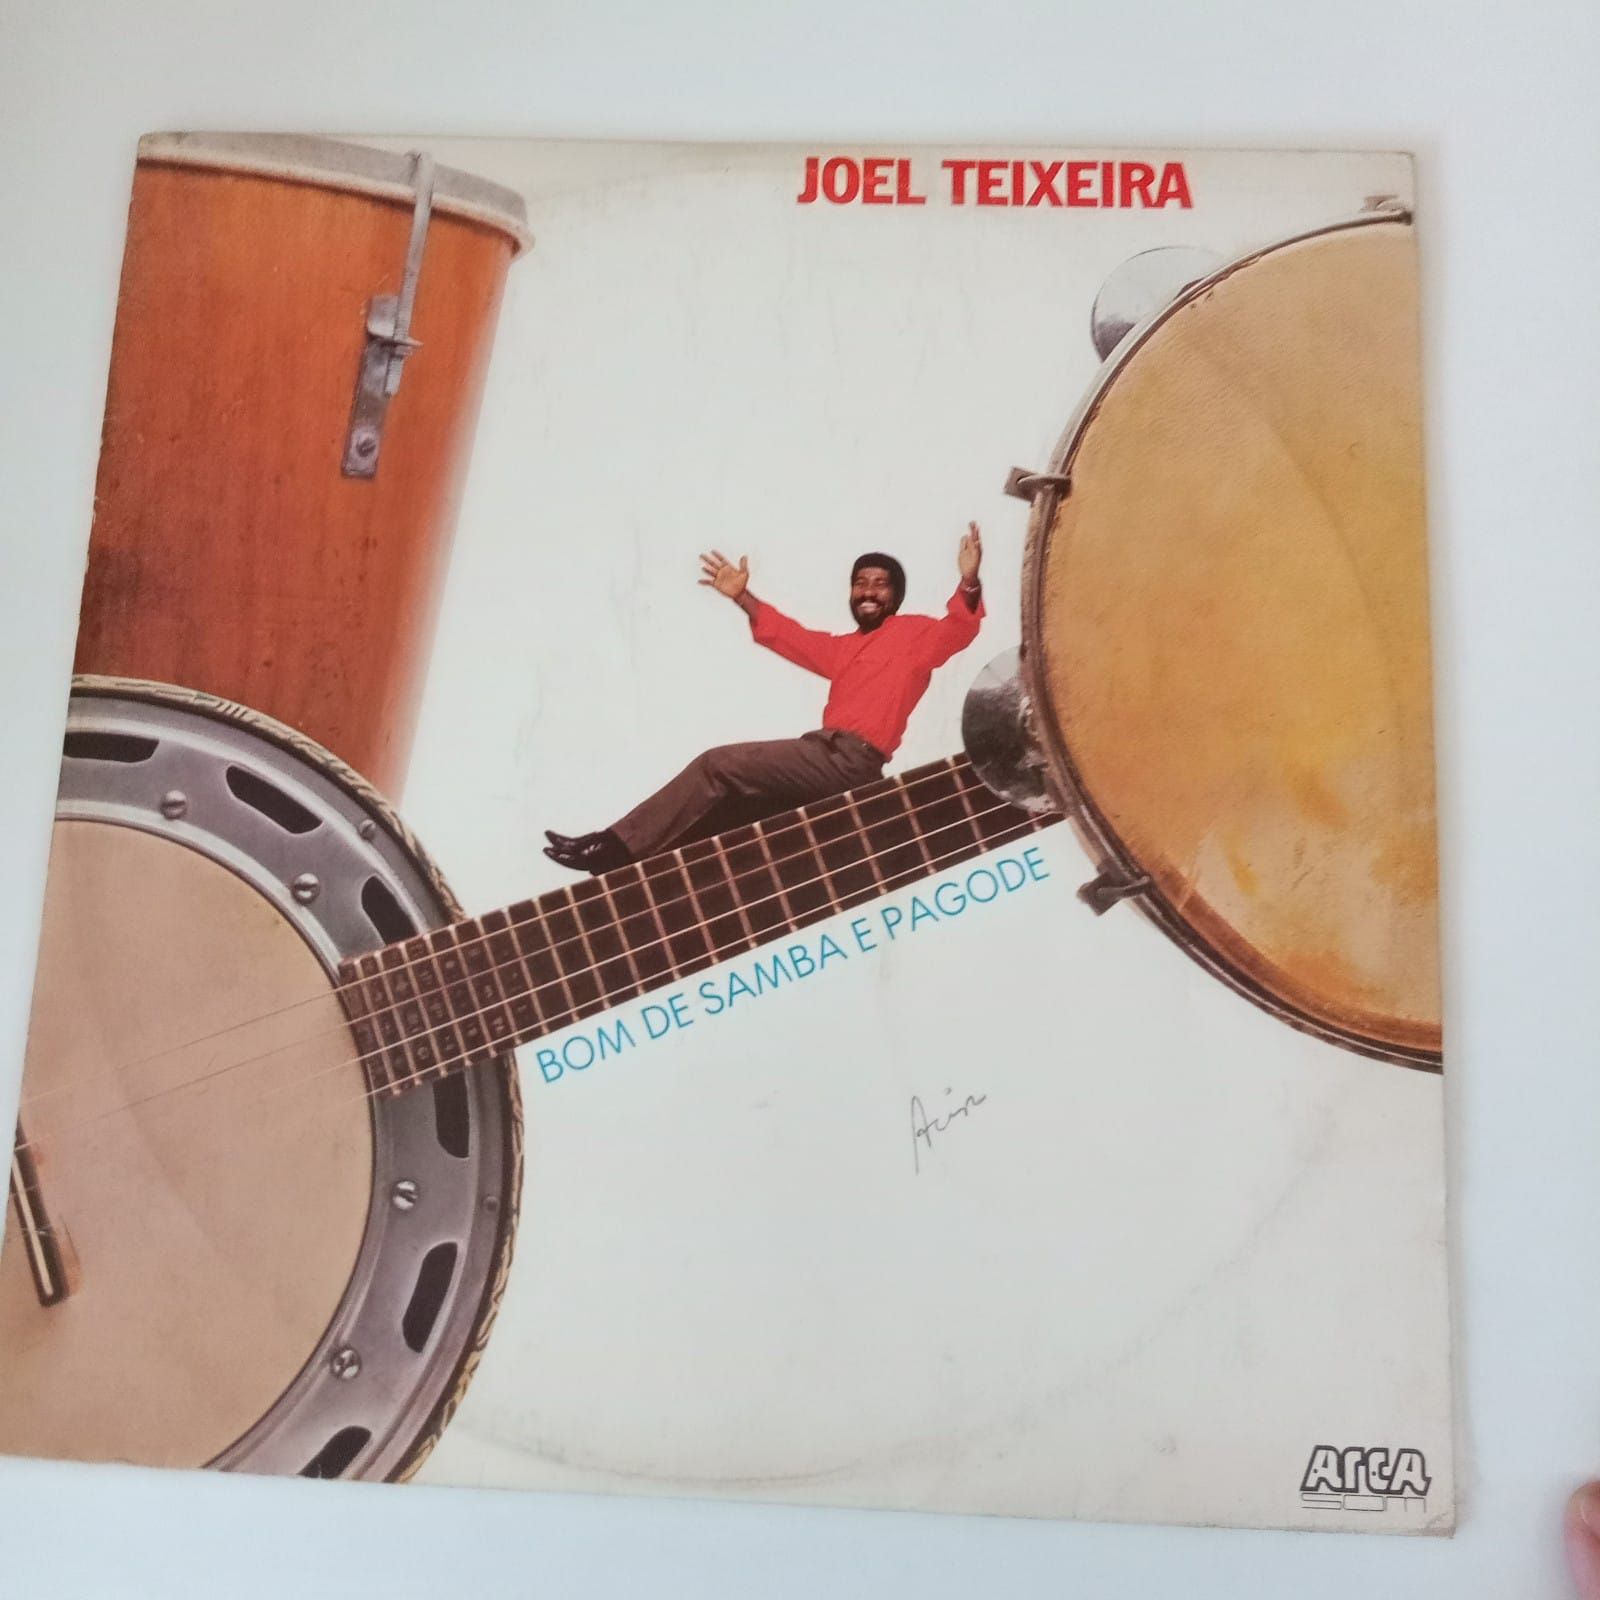 JOEL TEIXEIRA
BOM DE SAMBA E PAGODE
ARCA
SOM